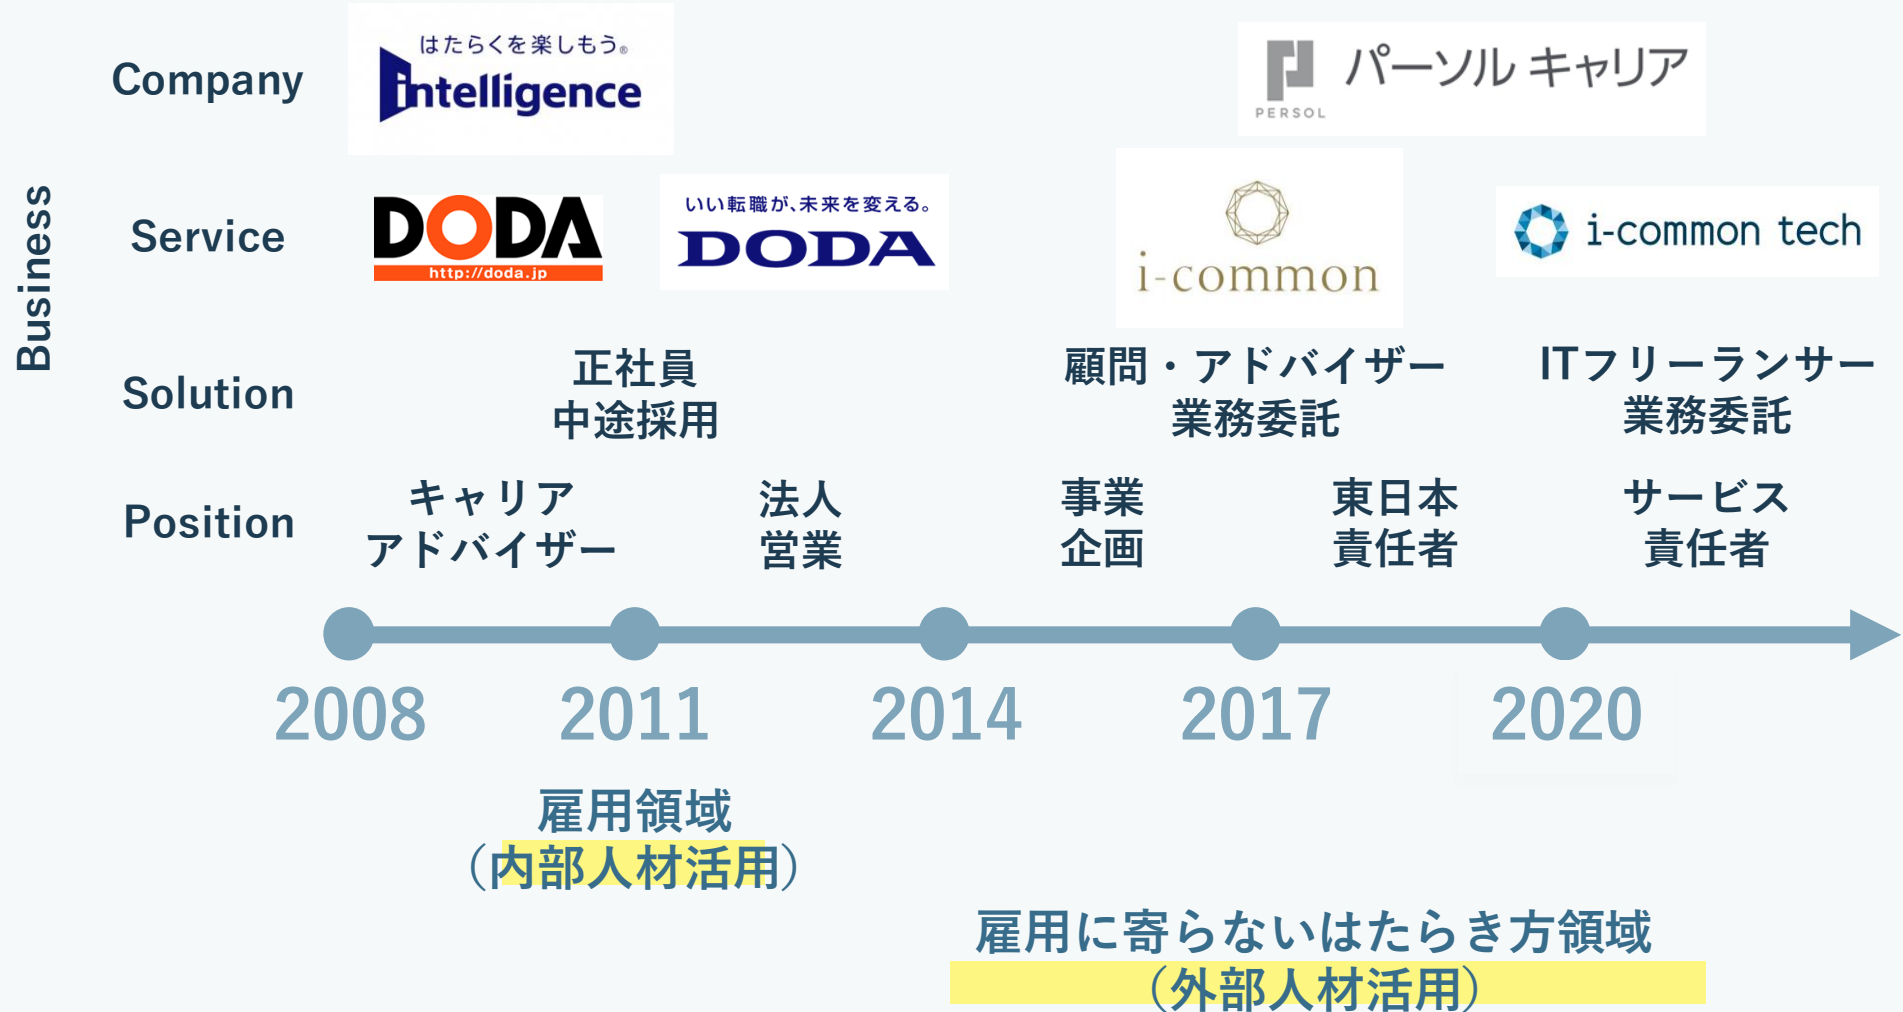 Business
Company
はたらくを楽しもう®
intelligence
PERSOL
パーソル キャリア
Service
DODA
http://doda.jp
いい転職が、未来を変える。
DODA
i-common
i-common tech
Solution
正社員
中途採用
顧問・アドバイザー
業務委託
ITフリーランサー
業務委託
Position
キャリア
アドバイザー
法人
営業
事業
企画
東日本
責任者
サービス
責任者
2008
2011
2014
2017
2020
雇用領域
（内部人材活用）
雇用に寄らないはたらき方領域
（外部人材活用）